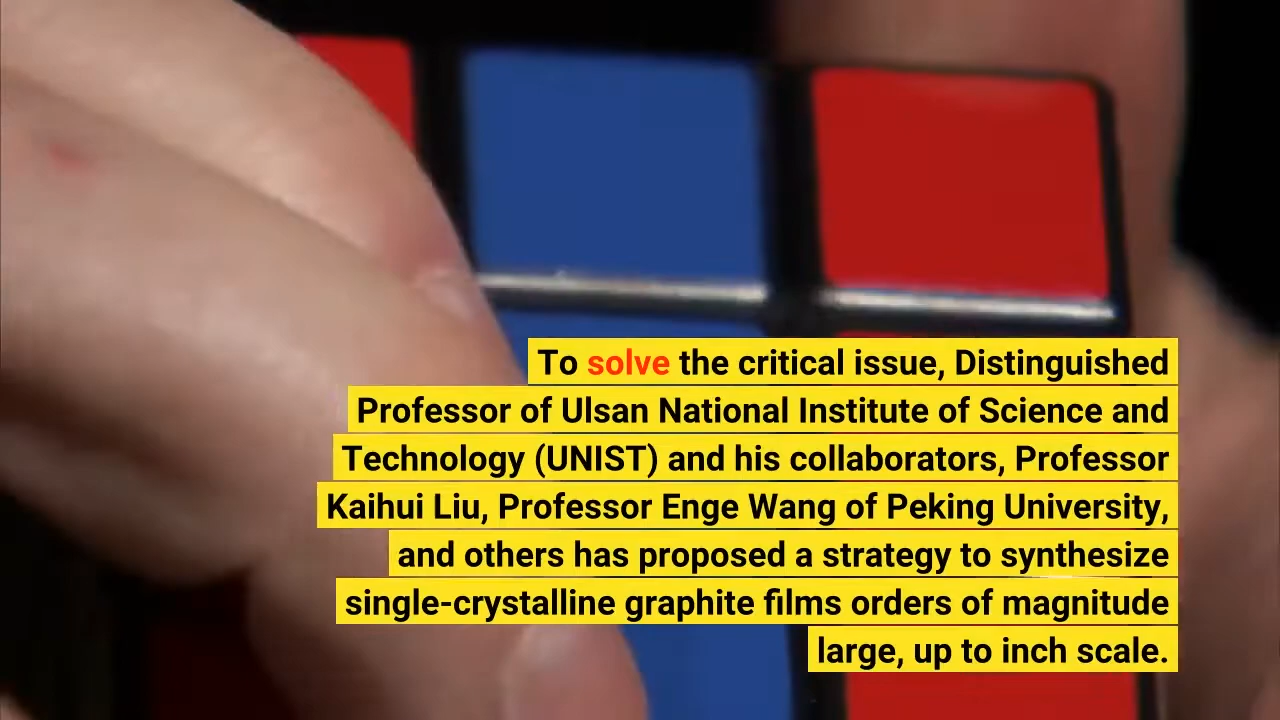 To solve the critical issue, Distinguished
Professor of Ulsan National Institute of Science and
Technology (UNIST) and his collaborators, Professor
Kaihui Liu, Professor Enge Wang of Peking University,
and others has proposed a strategy to synthesize
single-crystalline graphite films orders of magnitude
large, up to inch scale.